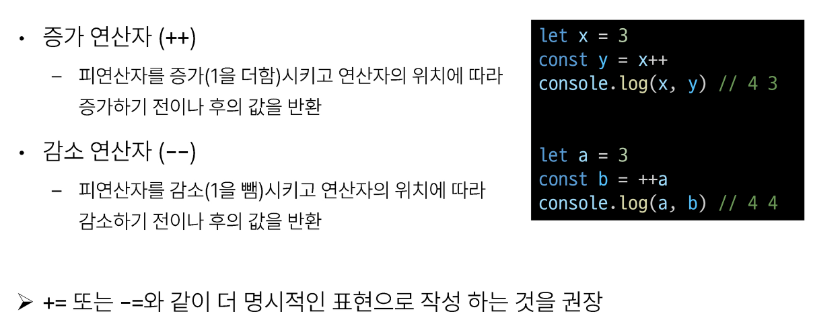 • 증가 연산자 (++)
– 피연산자를 증가(1을 더함)시키고 연산자의 위치에 따라
증가하기 전이나 후의 값을 반환
• 감소 연산자 (--)
– 피연산자를 감소(1을 뺌)시키고 연산자의 위치에 따라
감소하기 전이나 후의 값을 반환
➢ += 또는 -=와 같이 더 명시적인 표현으로 작성 하는 것을 권장
let x = 3
const y = x++
console.log(x, y) // 4 3
let a = 3
const b = ++a
console.log(a, b) // 4 4